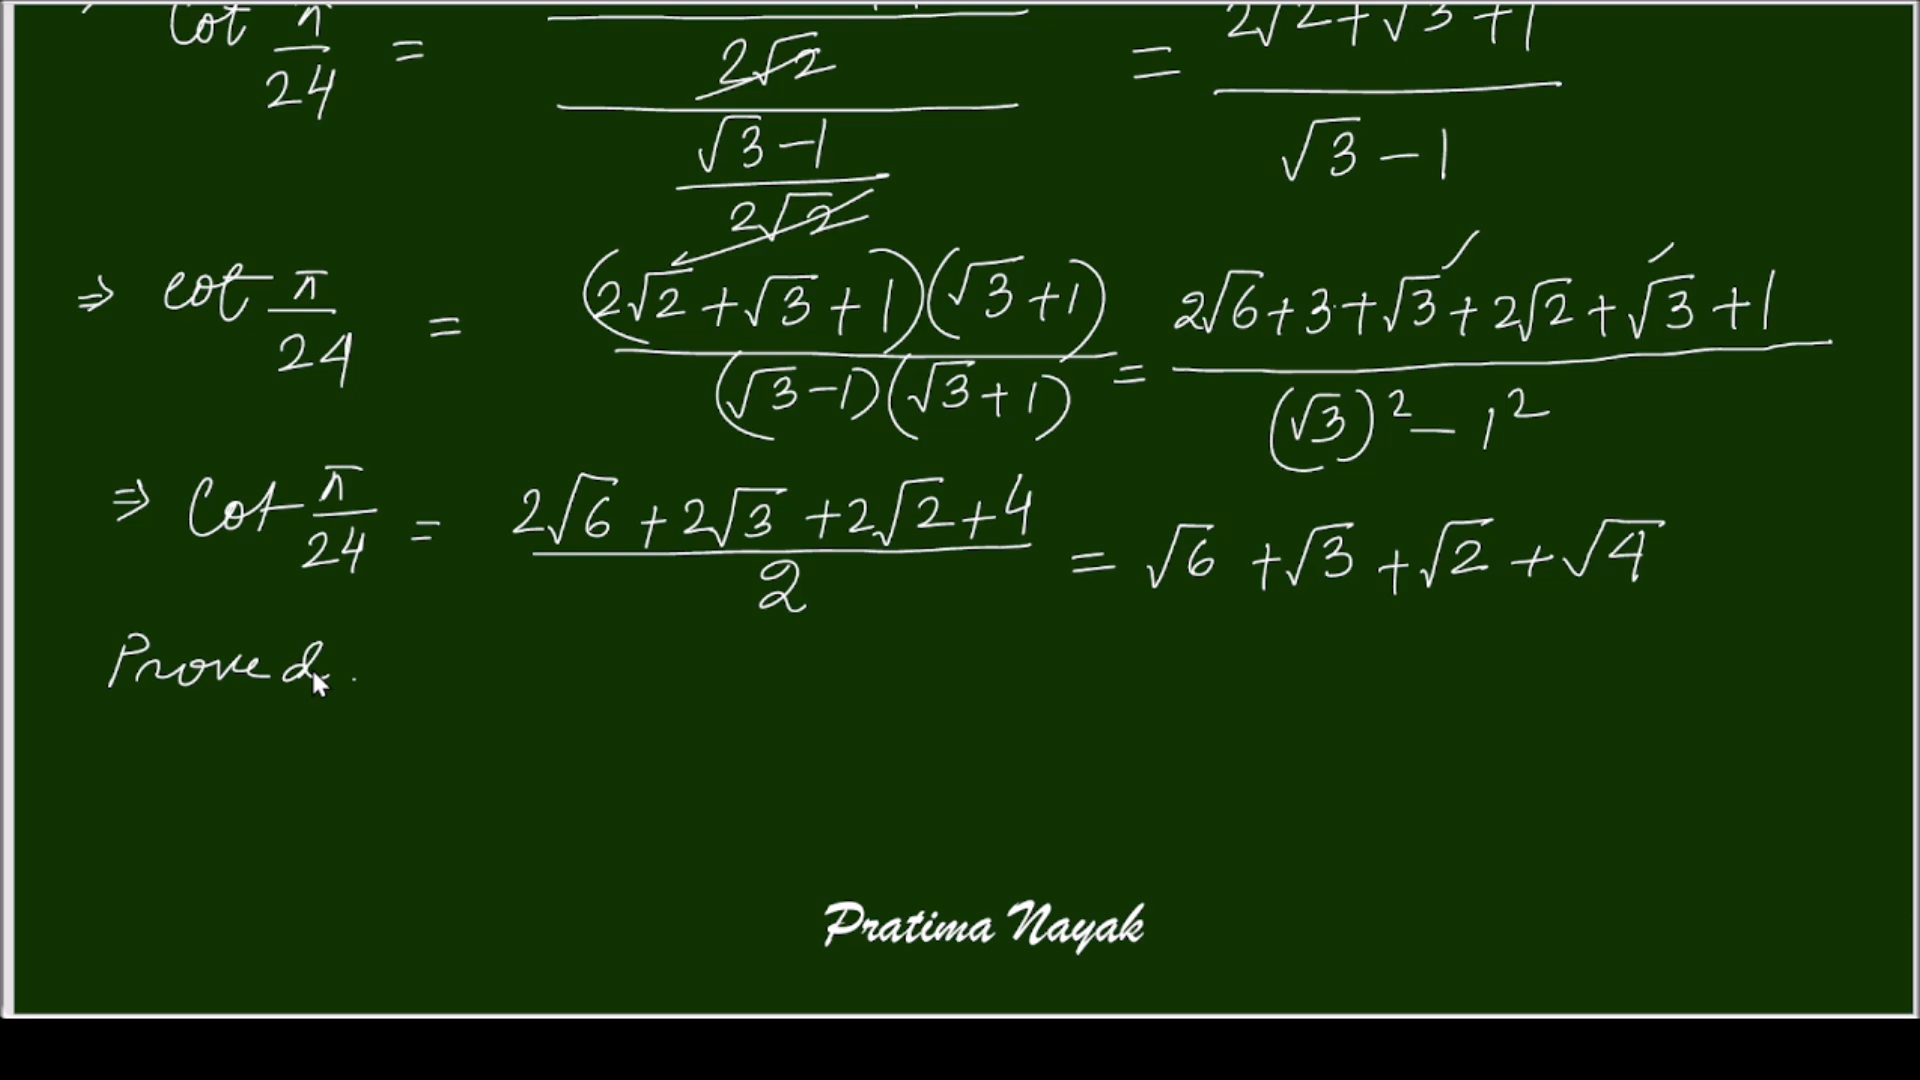 cot π/24 = 2√2 / (√3-1)/2√2 = 2√2+√3+1 / √3-1
⇒ cot π/24 = (2√2+√3+1)(√3+1) / (√3-1)(√3+1) = 2√6+3+√3+2√2+√3+1 / (√3)²-1²
⇒ Cot π/24 = 2√6+2√3+2√2+4 / 2 = √6+√3+√2+√4
Proved.
Pratima Nayak